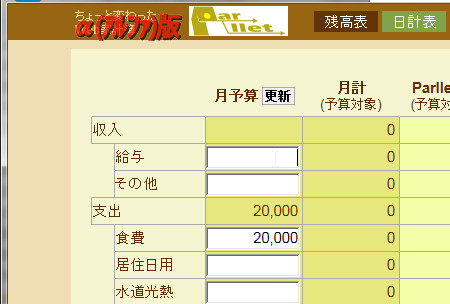 ちょっと変わった
α(アルファ)版
Parllet
残高表 日計表
月予算 更新 月計 Parlle
(予算対象) (予算対
収入 0
給与 0
その他 0
支出 20,000 0
食費 20,000 0
居住日用 0
水道光熱 0